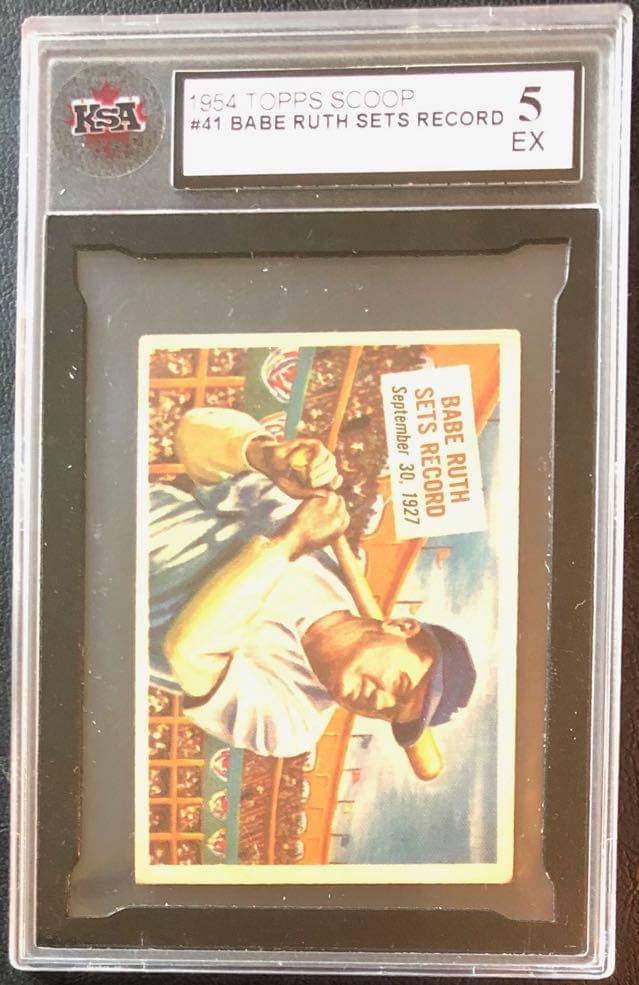 KSA
1954 TOPPS SCOOP
#41 BABE RUTH SETS RECORD 5
EX
BABE RUTH
SETS RECORD
September 30, 1927